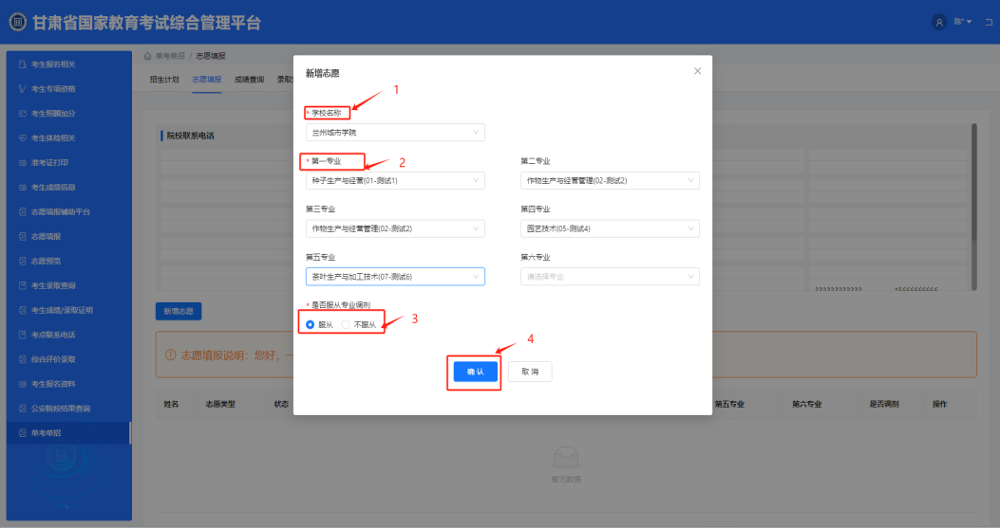 甘肃省国家教育考试综合管理平台
陈*
考生报名相关
考生专项资格
考生照顾加分
考生体检相关
准考证打印
考生成绩信息
志愿填报辅助平台
志愿填报
志愿预览
考生录取查询
考生成绩/录取证明
考点联系电话
综合评价录取
考生报名资料
公安院校结果查询
单考单招
单考单招 / 志愿填报
招生计划 志愿填报 成绩查询 录取
院校联系电话
新增志愿
志愿填报说明：您好，一
姓名 志愿类型 状态 第五专业 第六专业 是否调剂 操作
暂无数据
新增志愿
1
* 学校名称
兰州城市学院
2
* 第一专业 第二专业
种子生产与经营(01-测试1) 作物生产与经营管理(02-测试2)
第三专业 第四专业
作物生产与经营管理(02-测试2) 园艺技术(05-测试4)
第五专业 第六专业
茶叶生产与加工技术(07-测试6) 请选择专业
* 是否服从专业调剂
服从 不服从
3
4
确 认 取 消